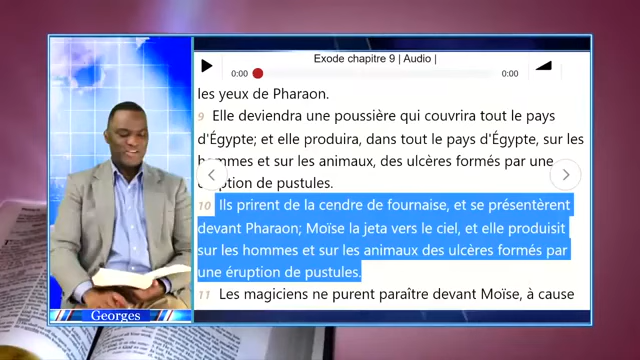 Exode chapitre 9 | Audio |
0:00
0:00
les yeux de Pharaon.
9 Elle deviendra une poussière qui couvrira tout le pays
d'Égypte; et elle produira, dans tout le pays d'Égypte, sur les
hommes et sur les animaux, des ulcères formés par une
éruption de pustules.
10 Ils prirent de la cendre de fournaise, et se présentèrent
devant Pharaon; Moïse la jeta vers le ciel, et elle produisit
sur les hommes et sur les animaux des ulcères formés par
une éruption de pustules.
11 Les magiciens ne purent paraître devant Moïse, à cause
Georges